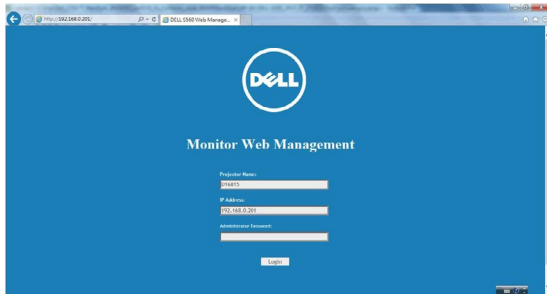 http://192.168.0.201/
DELL S560 Web Manage...
DELL
Monitor Web Management
Projector Name:
D16815
IP Address:
192.168.0.201
Administrator Password:
Login